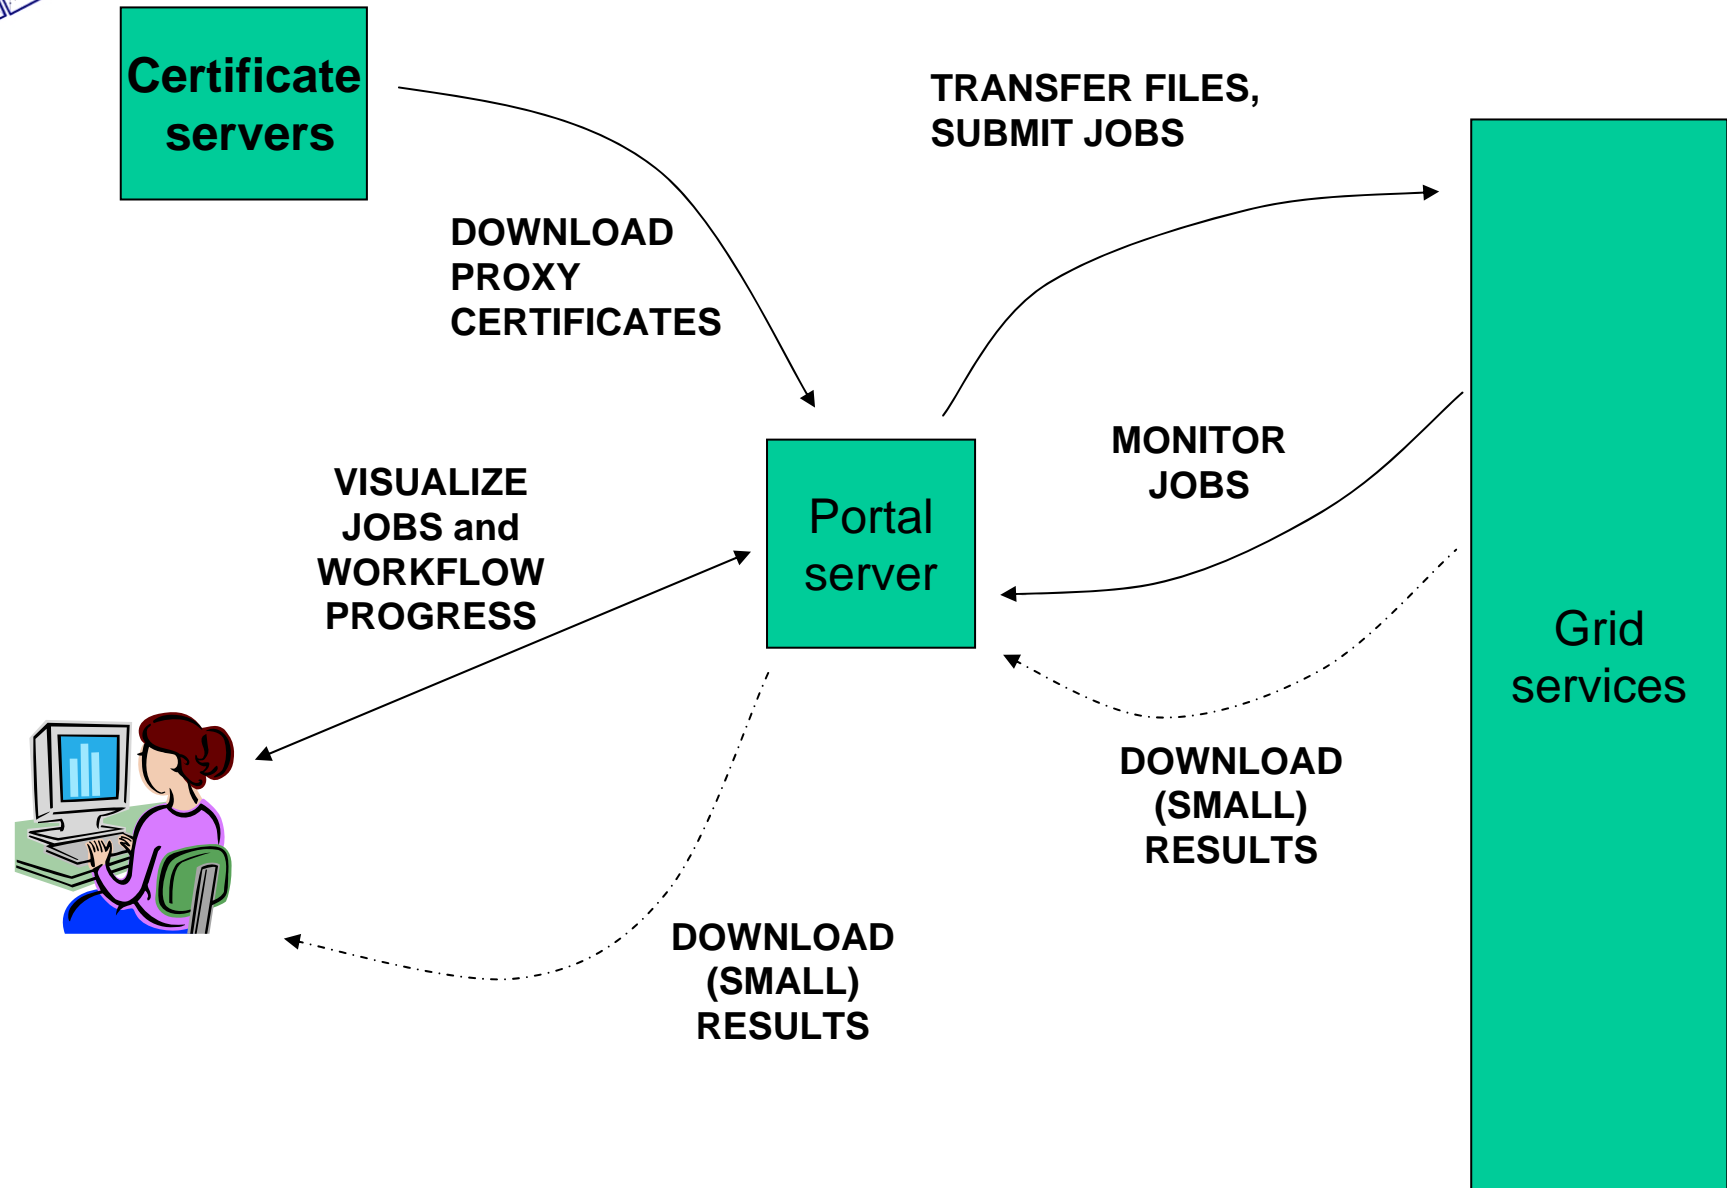 Certificate
servers
TRANSFER FILES,
SUBMIT JOBS
DOWNLOAD
PROXY
CERTIFICATES
MONITOR
JOBS
VISUALIZE
JOBS and
WORKFLOW
PROGRESS
Portal
server
Grid
services
DOWNLOAD
(SMALL)
RESULTS
DOWNLOAD
(SMALL)
RESULTS